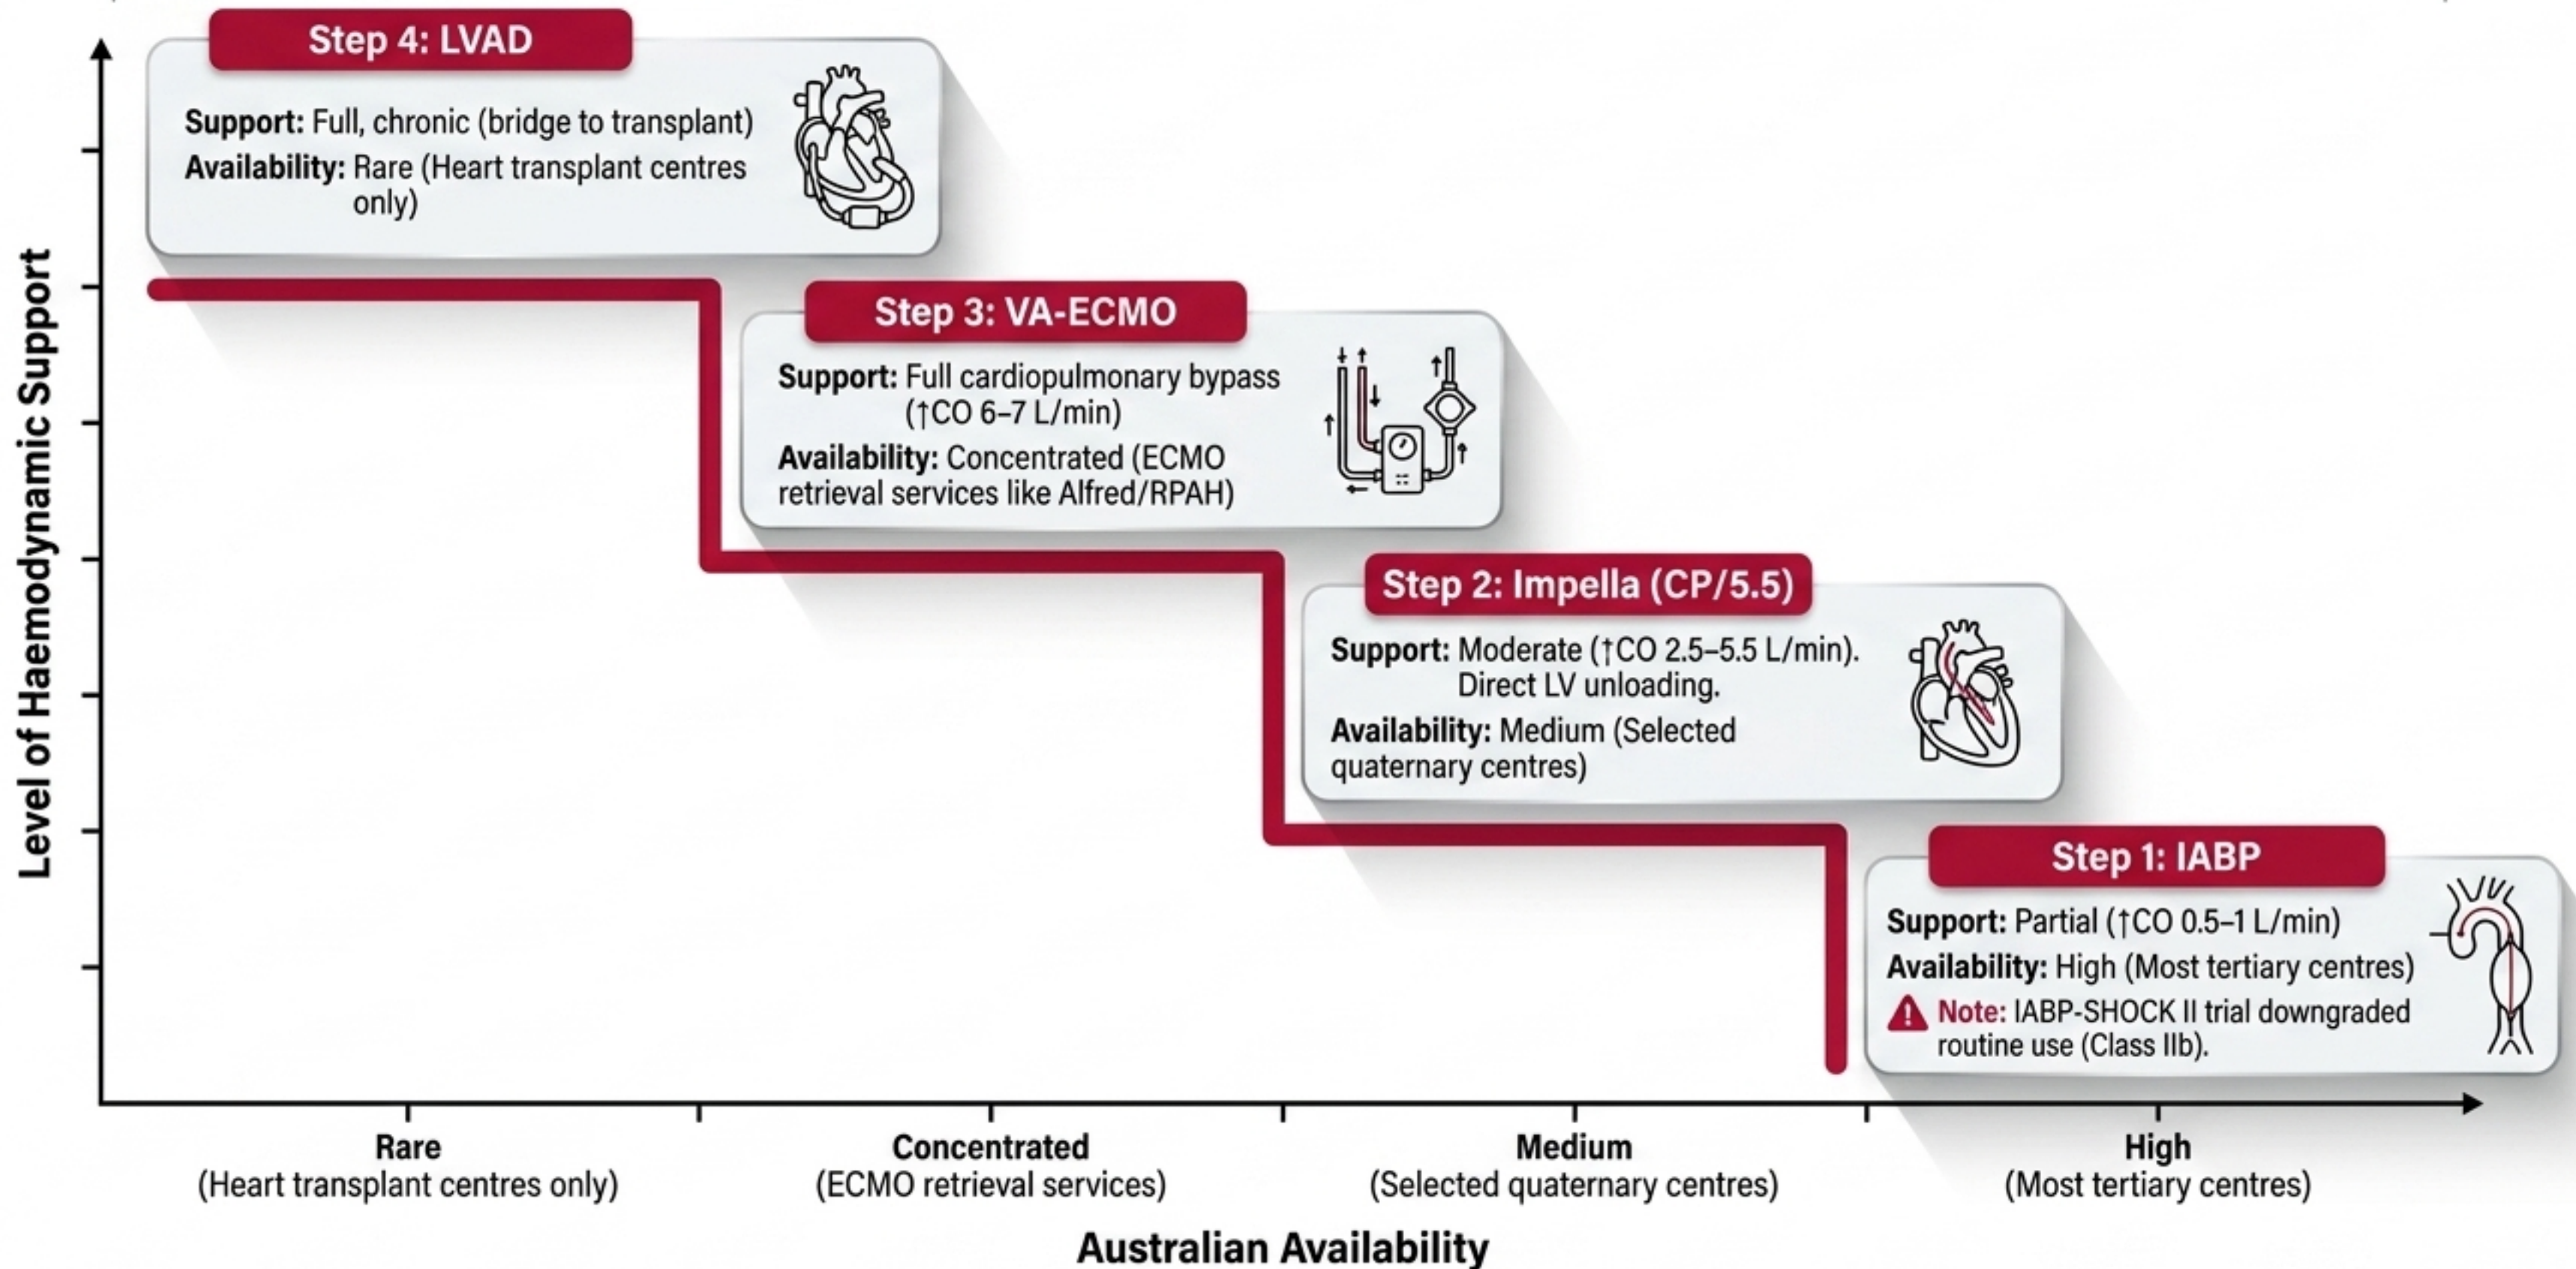 Level of Haemodynamic Support
Step 4: LVAD
Support: Full, chronic (bridge to transplant)
Availability: Rare (Heart transplant centres
only)
Step 3: VA-ECMO
Support: Full cardiopulmonary bypass
(↑CO 6–7 L/min)
Availability: Concentrated (ECMO
retrieval services like Alfred/RPAH)
Step 2: Impella (CP/5.5)
Support: Moderate (↑CO 2.5–5.5 L/min).
Direct LV unloading.
Availability: Medium (Selected
quaternary centres)
Step 1: IABP
Support: Partial (↑CO 0.5–1 L/min)
Availability: High (Most tertiary centres)
Note: IABP-SHOCK II trial downgraded
routine use (Class IIb).
Rare
(Heart transplant centres only)
Concentrated
(ECMO retrieval services)
Medium
(Selected quaternary centres)
High
(Most tertiary centres)
Australian Availability